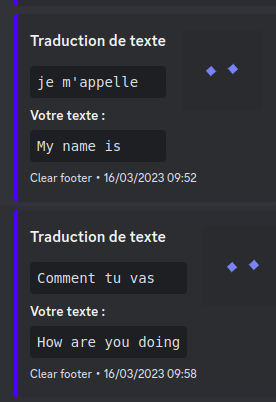 Traduction de texte
je m'appelle
Votre texte :
My name is
Clear footer • 16/03/2023 09:52
Traduction de texte
Comment tu vas
Votre texte :
How are you doing
Clear footer • 16/03/2023 09:58